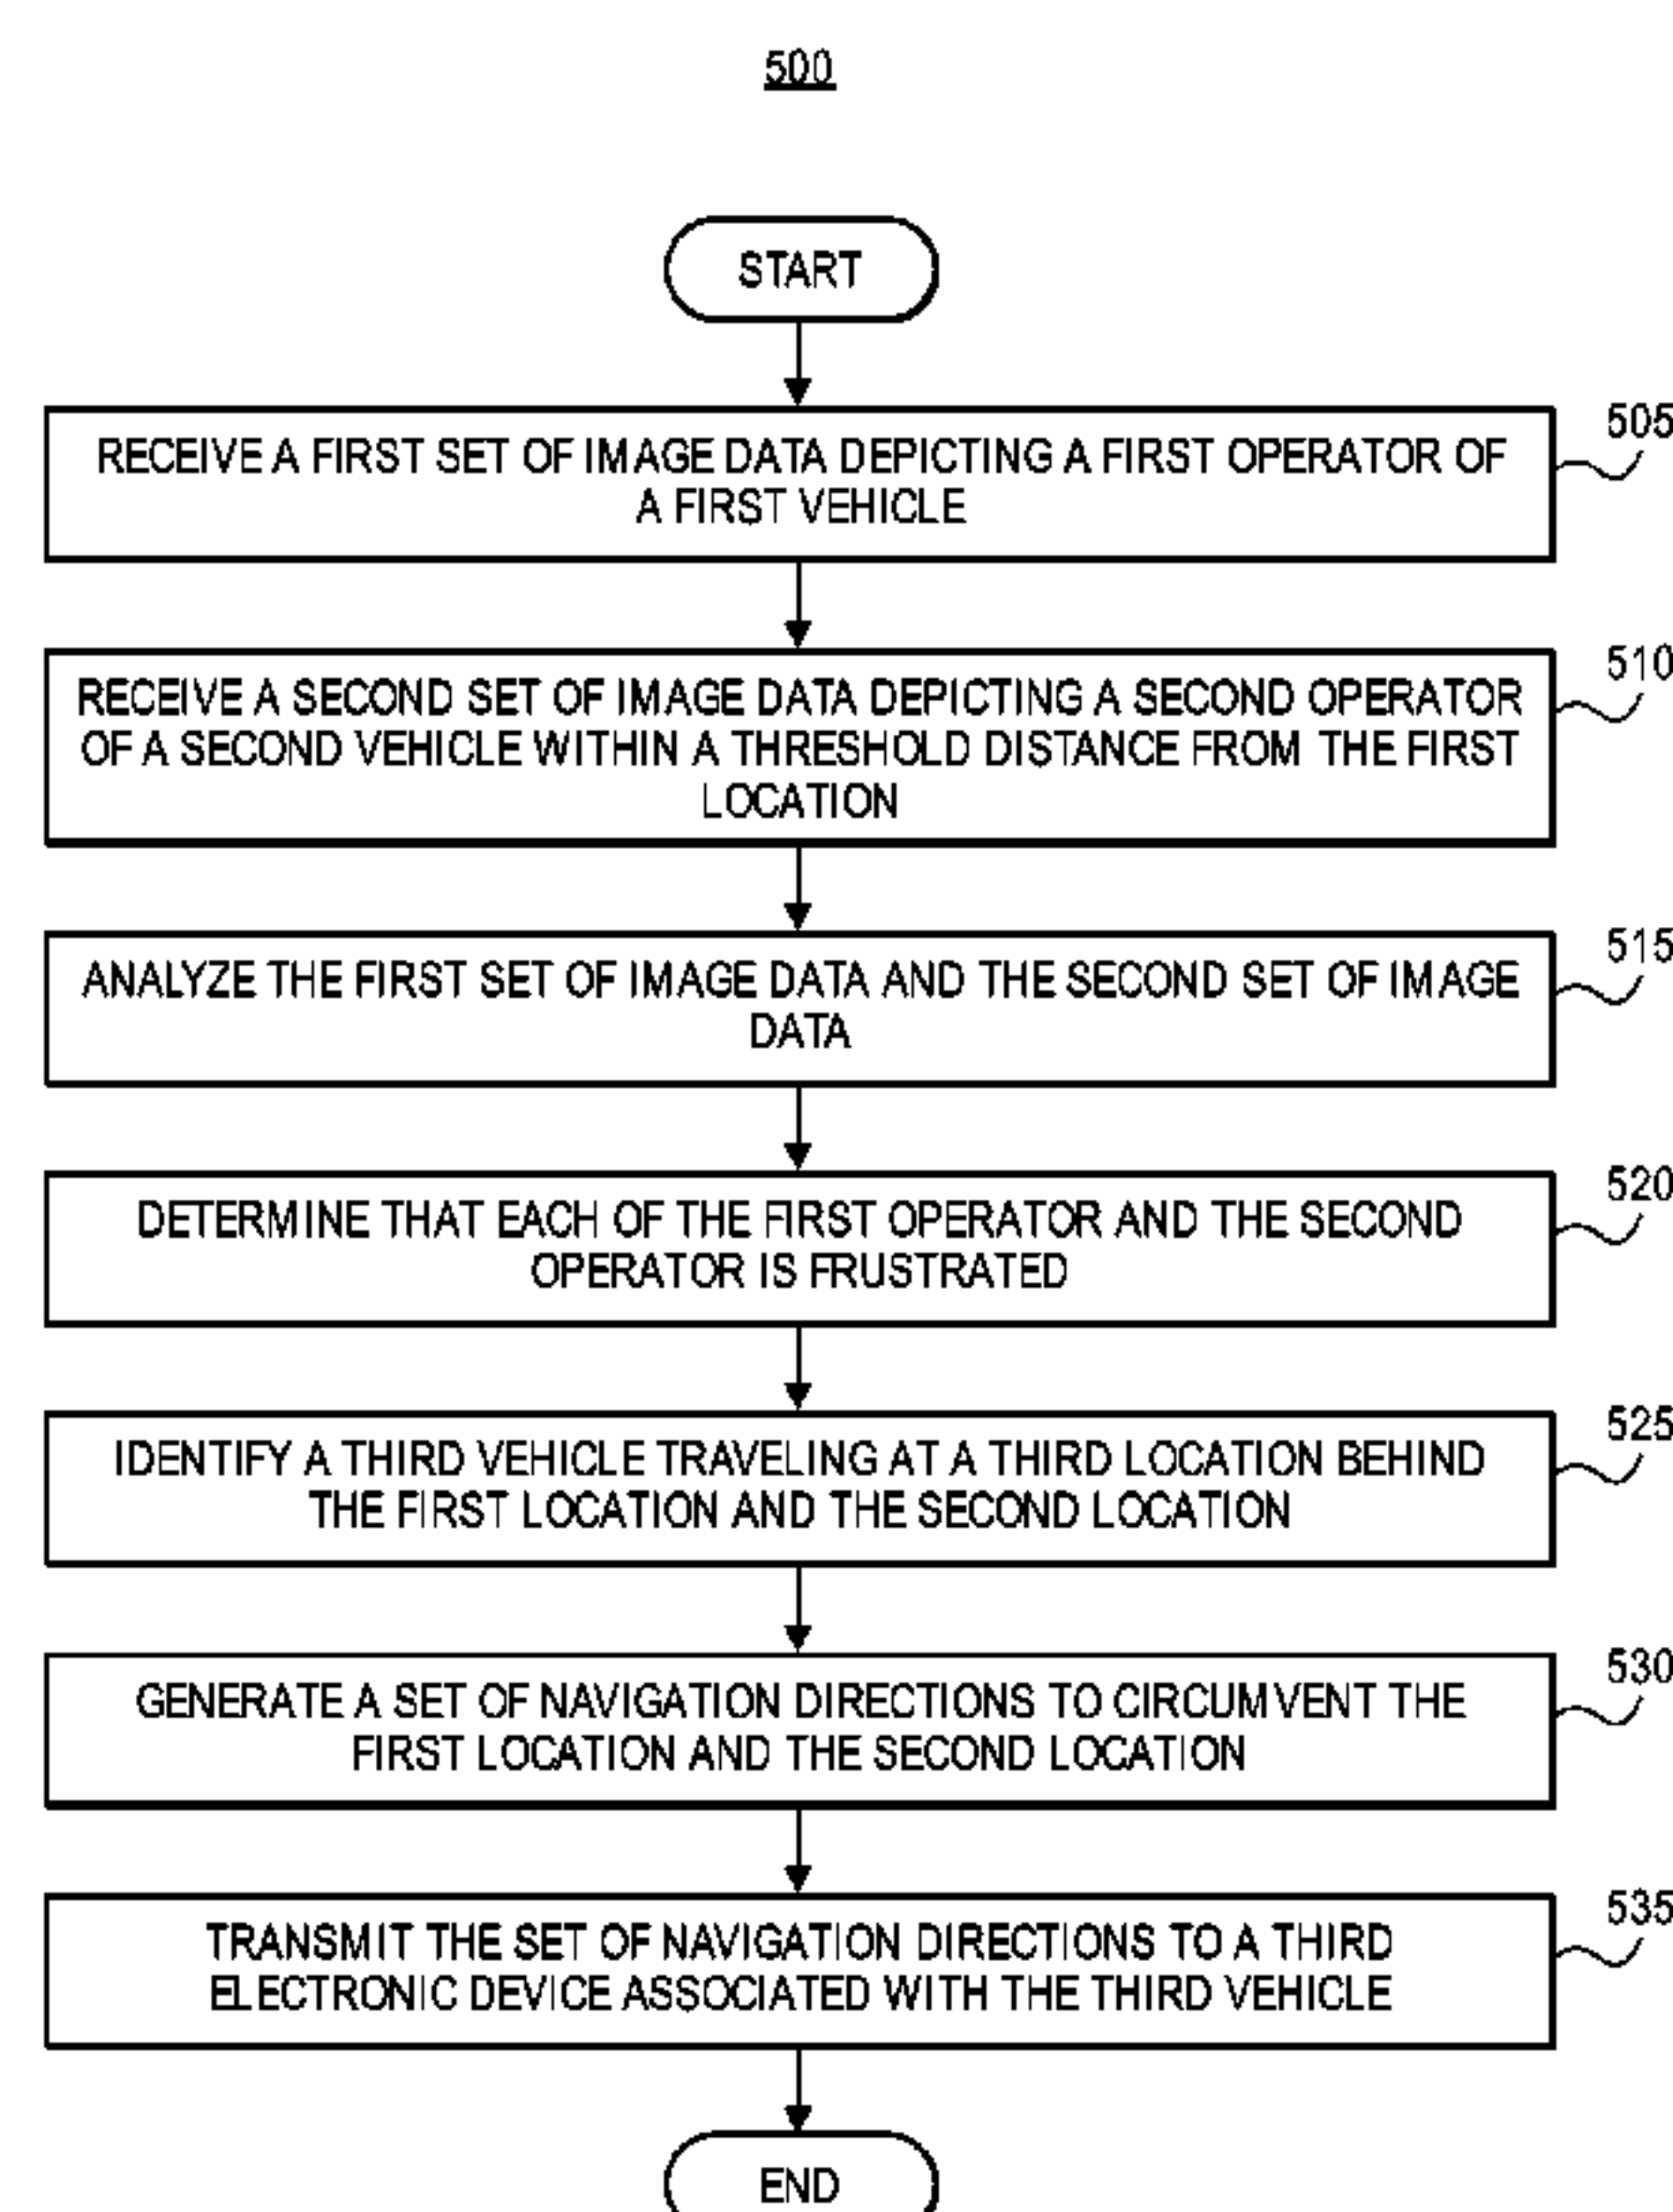 500
START
RECEIVE A FIRST SET OF IMAGE DATA DEPICTING A FIRST OPERATOR OF
A FIRST VEHICLE
505
RECEIVE A SECOND SET OF IMAGE DATA DEPICTING A SECOND OPERATOR
OF A SECOND VEHICLE WITHIN A THRESHOLD DISTANCE FROM THE FIRST
LOCATION
510
ANALYZE THE FIRST SET OF IMAGE DATA AND THE SECOND SET OF IMAGE
DATA
515
DETERMINE THAT EACH OF THE FIRST OPERATOR AND THE SECOND
OPERATOR IS FRUSTRATED
520
IDENTIFY A THIRD VEHICLE TRAVELING AT A THIRD LOCATION BEHIND
THE FIRST LOCATION AND THE SECOND LOCATION
525
GENERATE A SET OF NAVIGATION DIRECTIONS TO CIRCUMVENT THE
FIRST LOCATION AND THE SECOND LOCATION
530
TRANSMIT THE SET OF NAVIGATION DIRECTIONS TO A THIRD
ELECTRONIC DEVICE ASSOCIATED WITH THE THIRD VEHICLE
535
END